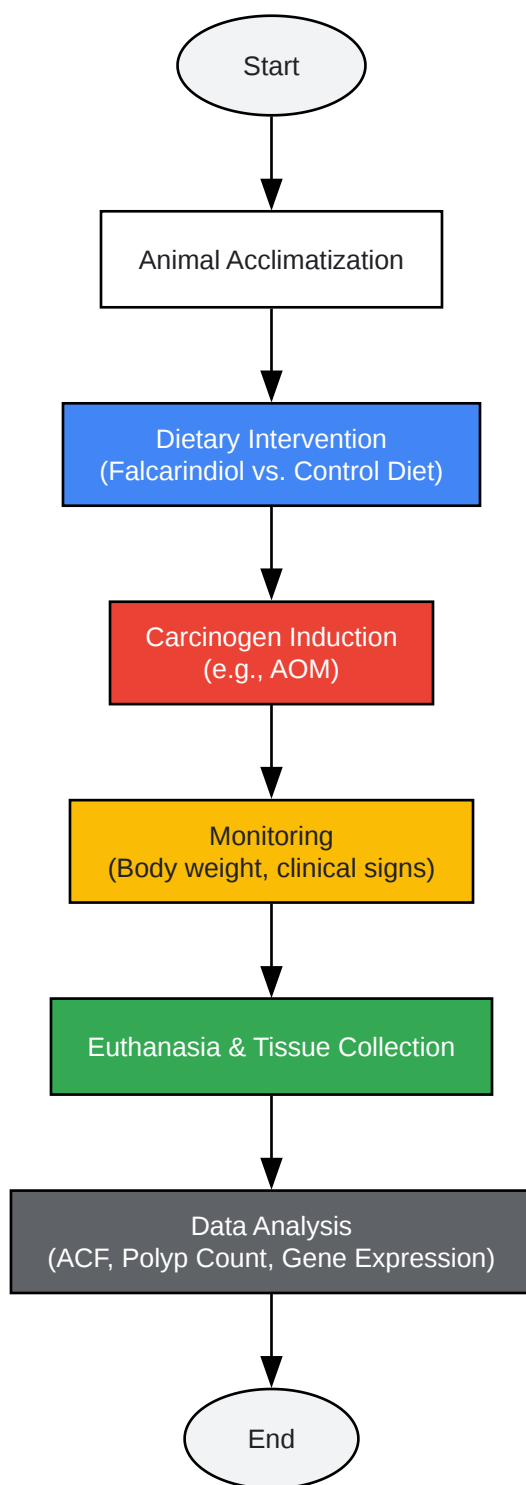 Start
Animal Acclimatization
Dietary Intervention
(Falcarindiol vs. Control Diet)
Carcinogen Induction
(e.g., AOM)
Monitoring
(Body weight, clinical signs)
Euthanasia & Tissue Collection
Data Analysis
(ACF, Polyp Count, Gene Expression)
End